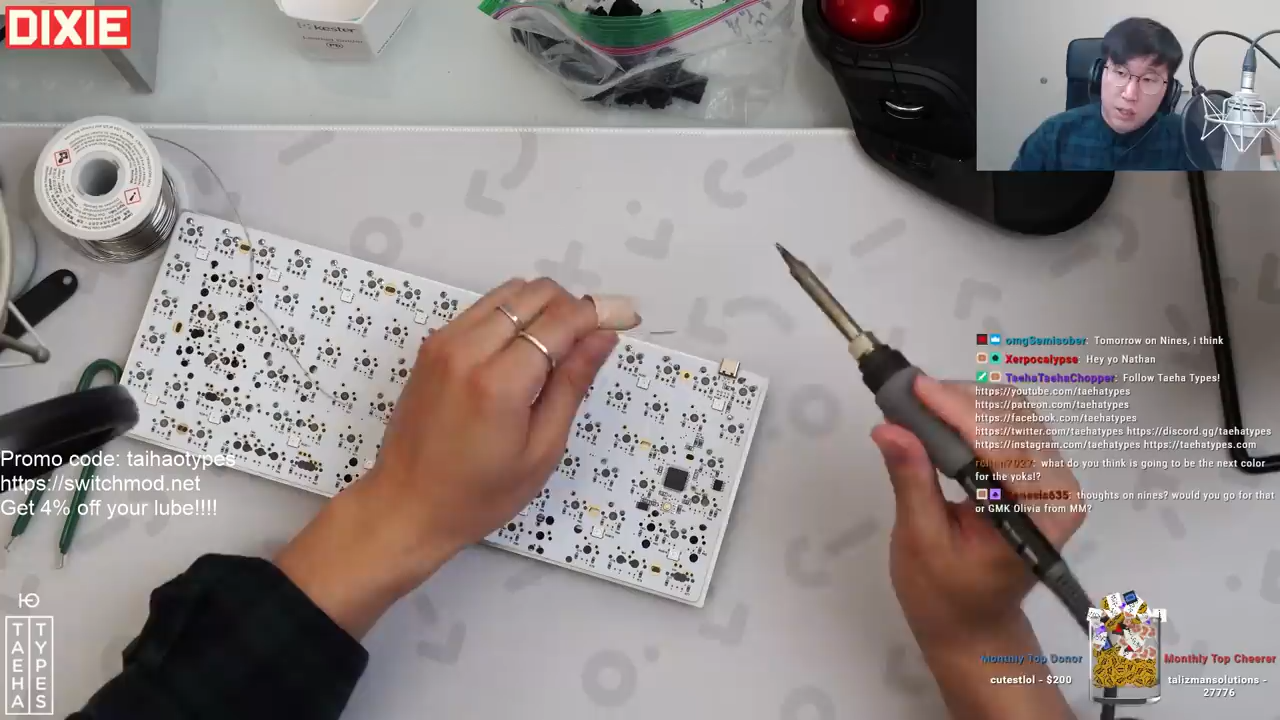 DIXIE
kester
omgSamisober: Tomorrow on Nines, i think
Xerpocalypse: Hey yo Nathan
TaehaTaehaChopper: Follow Taeha Types!
https://youtube.com/taehatypes
https://patreon.com/taehatypes
https://facebook.com/taehatypes
https://twitter.com/taehatypes https://discord.gg/taehatypes
https://instagram.com/taehatypes https://taehatypes.com
what do you think is going to be the next color
for the yoks!?
thoughts on nines? would you go for that
or GMK Olivia from MM?
Promo code: taihaotypes
https://switchmod.net
Get 4% off your lube!!!!
TAEHA
TYPES
Monthly Top Donor
cutestlol - $200
Monthly Top Cheerer
talizmansolutions -
27776